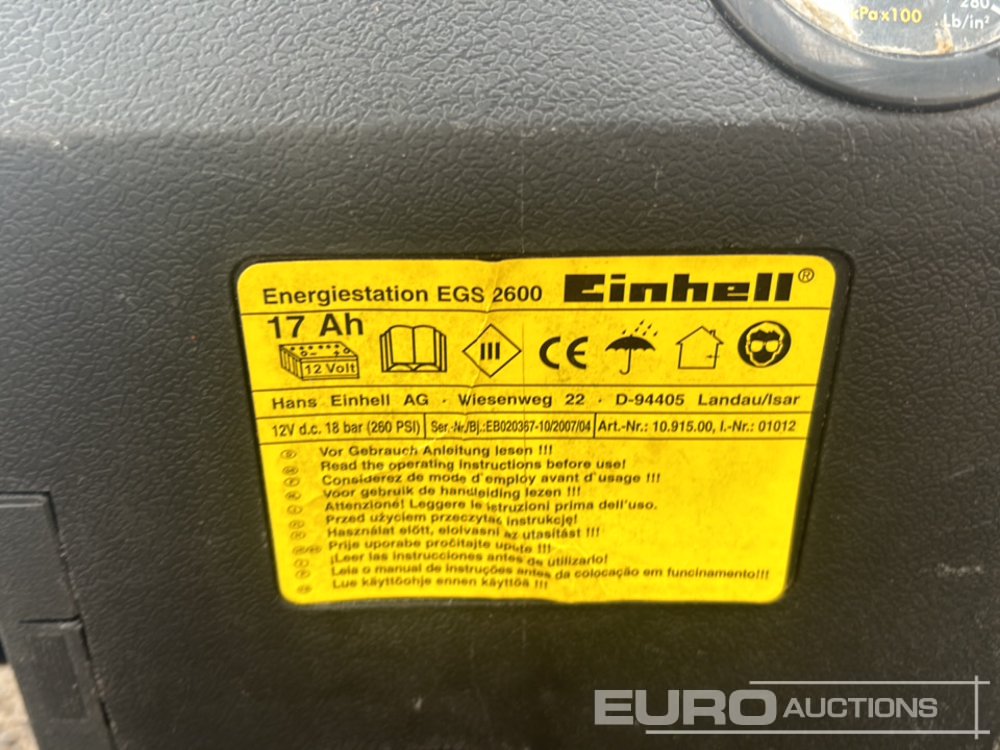 280
kPax100 Lb/in²
Energiestation EGS 2600 Einhell®
17 Ah
12 Volt
III
CE
Hans Einhell AG · Wiesenweg 22 · D-94405 Landau/Isar
12V d.c. 18 bar (260 PSI) Ser.-Nr./Bj.:EB020367-10/2007/04 Art.-Nr.: 10.915.00, I.-Nr.: 01012
Vor Gebrauch Anleitung lesen !!!
Read the operating instructions before use!
Considerez de mode d'employ avant d'usage !!!
Voor gebruik de handleiding lezen !!!
Attenzione! Leggere le istruzioni prima dell'uso.
Przed użyciem przeczytać instrukcję!
Használat előtt, elolvasni az utasítást !!!
Prije uporabe pročitajte upute !!!
¡Leer las instrucciones antes de utilizarlo!
Leia o manual de instruções antes da colocação em funcinamento!!!
Lue käyttöohje ennen käyttöä !!!
EURO AUCTIONS